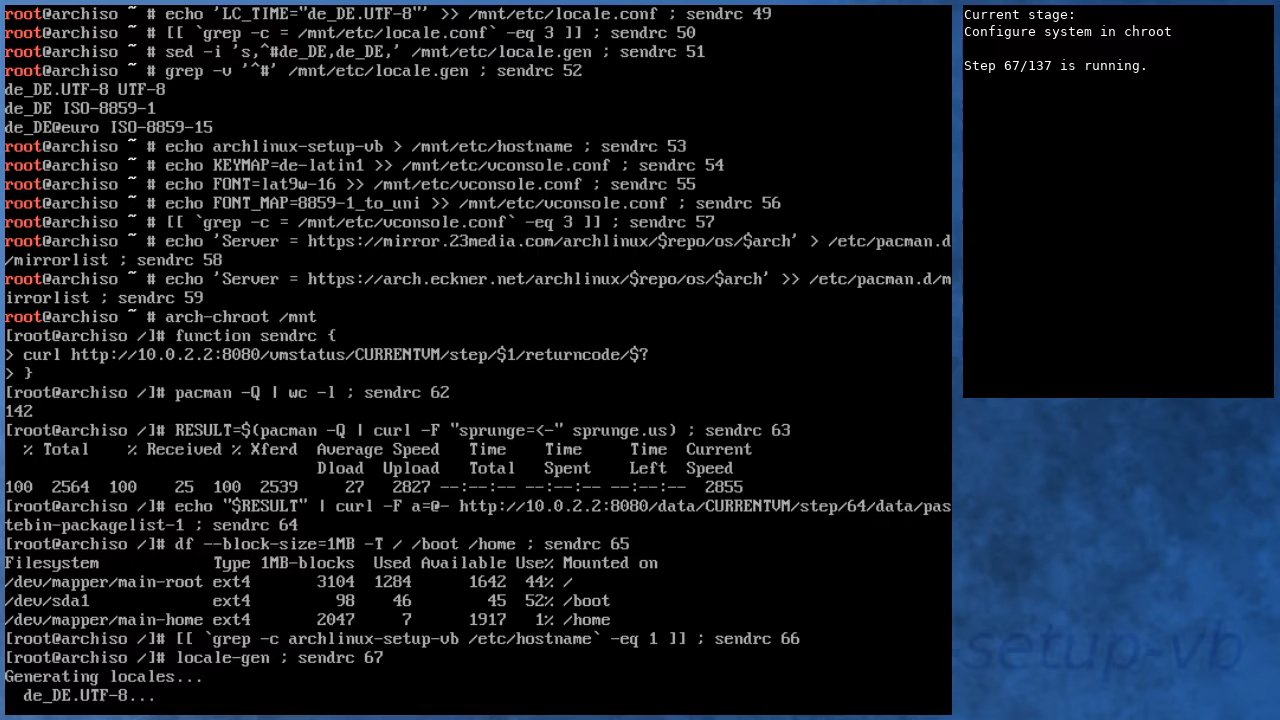 root@archiso ~ # echo 'LC_TIME="de_DE.UTF-8"' >> /mnt/etc/locale.conf ; sendrc 49
root@archiso ~ # [[ `grep -c = /mnt/etc/locale.conf` -eq 3 ]] ; sendrc 50
root@archiso ~ # sed -i 's,^#de_DE,de_DE,' /mnt/etc/locale.gen ; sendrc 51
root@archiso ~ # grep -v '^#' /mnt/etc/locale.gen ; sendrc 52
de_DE.UTF-8 UTF-8
de_DE ISO-8859-1
de_DE@euro ISO-8859-15
root@archiso ~ # echo archlinux-setup-vb > /mnt/etc/hostname ; sendrc 53
root@archiso ~ # echo KEYMAP=de-latin1 >> /mnt/etc/vconsole.conf ; sendrc 54
root@archiso ~ # echo FONT=lat9w-16 >> /mnt/etc/vconsole.conf ; sendrc 55
root@archiso ~ # echo FONT_MAP=8859-1_to_uni >> /mnt/etc/vconsole.conf ; sendrc 56
root@archiso ~ # [[ `grep -c = /mnt/etc/vconsole.conf` -eq 3 ]] ; sendrc 57
root@archiso ~ # echo 'Server = https://mirror.23media.com/archlinux/$repo/os/$arch' > /etc/pacman.d
/mirrorlist ; sendrc 58
root@archiso ~ # echo 'Server = https://arch.eckner.net/archlinux/$repo/os/$arch' >> /etc/pacman.d/m
irrorlist ; sendrc 59
root@archiso ~ # arch-chroot /mnt
[root@archiso /]# function sendrc {
> curl http://10.0.2.2:8080/vmstatus/CURRENTVM/step/$1/returncode/$?
> }
[root@archiso /]# pacman -Q | wc -l ; sendrc 62
142
[root@archiso /]# RESULT=$(pacman -Q | curl -F "sprunge=<-" sprunge.us) ; sendrc 63
  % Total    % Received % Xferd  Average Speed   Time    Time     Time  Current
                                 Dload  Upload   Total   Spent    Left  Speed
100  2564  100    25  100  2539     27   2827 --:--:-- --:--:-- --:--:--  2855
[root@archiso /]# echo "$RESULT" | curl -F a=@- http://10.0.2.2:8080/data/CURRENTVM/step/64/data/pas
tebin-packagelist-1 ; sendrc 64
[root@archiso /]# df --block-size=1MB -T / /boot /home ; sendrc 65
Filesystem            Type 1MB-blocks  Used Available Use% Mounted on
/dev/mapper/main-root ext4       3104  1284      1642  44% /
/dev/sda1             ext4         98    46        45  52% /boot
/dev/mapper/main-home ext4       2047     7      1917   1% /home
[root@archiso /]# [[ `grep -c archlinux-setup-vb /etc/hostname` -eq 1 ]] ; sendrc 66
[root@archiso /]# locale-gen ; sendrc 67
Generating locales...
  de_DE.UTF-8...
Current stage:
Configure system in chroot
Step 67/137 is running.
setup-vb